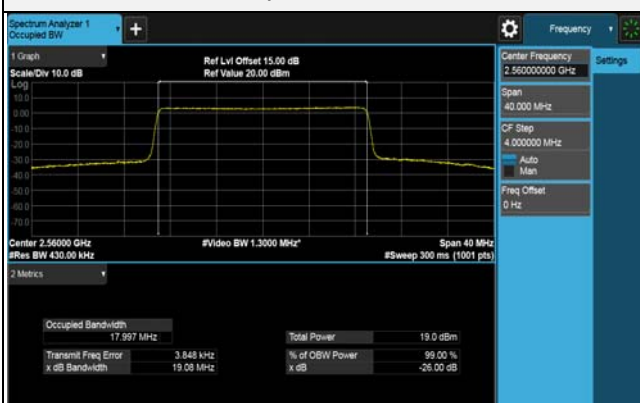 Spectrum Analyzer 1
Occupied BW
Frequency
Settings
1 Graph
Scale/Div 10.0 dB
Ref Lvl Offset 15.00 dB
Ref Value 20.00 dBm
Log
10.0
0.00
-10.0
-20.0
-30.0
-40.0
-50.0
-60.0
-70.0
Center 2.56000 GHz
#Video BW 1.3000 MHz*
Span 40 MHz
#Res BW 430.00 kHz
#Sweep 300 ms (1001 pts)
Center Frequency
2.560000000 GHz
Span
40.000 MHz
CF Step
4.000000 MHz
Auto
Man
Freq Offset
0 Hz
2 Metrics
Occupied Bandwidth
17.997 MHz
Total Power 19.0 dBm
Transmit Freq Error 3.848 kHz
% of OBW Power 99.00 %
x dB Bandwidth 19.08 MHz
x dB -26.00 dB